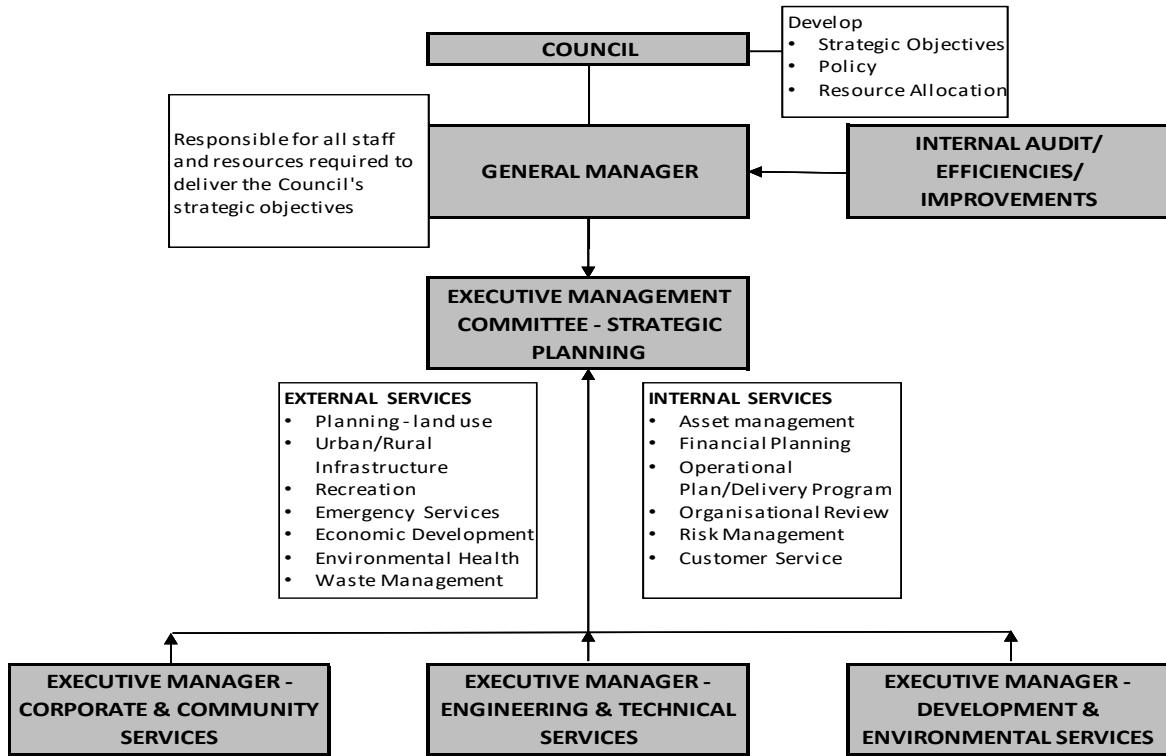 COUNCIL
Develop
• Strategic Objectives
• Policy
• Resource Allocation
Responsible for all staff
and resources required to
deliver the Council's
strategic objectives
GENERAL MANAGER
INTERNAL AUDIT/
EFFICIENCIES/
IMPROVEMENTS
EXECUTIVE MANAGEMENT
COMMITTEE - STRATEGIC
PLANNING
EXTERNAL SERVICES
• Planning - land use
• Urban/Rural
Infrastructure
• Recreation
• Emergency Services
• Economic Development
• Environmental Health
• Waste Management
INTERNAL SERVICES
• Asset management
• Financial Planning
• Operational
Plan/Delivery Program
• Organisational Review
• Risk Management
• Customer Service
EXECUTIVE MANAGER -
CORPORATE & COMMUNITY
SERVICES
EXECUTIVE MANAGER -
ENGINEERING & TECHNICAL
SERVICES
EXECUTIVE MANAGER -
DEVELOPMENT &
ENVIRONMENTAL SERVICES